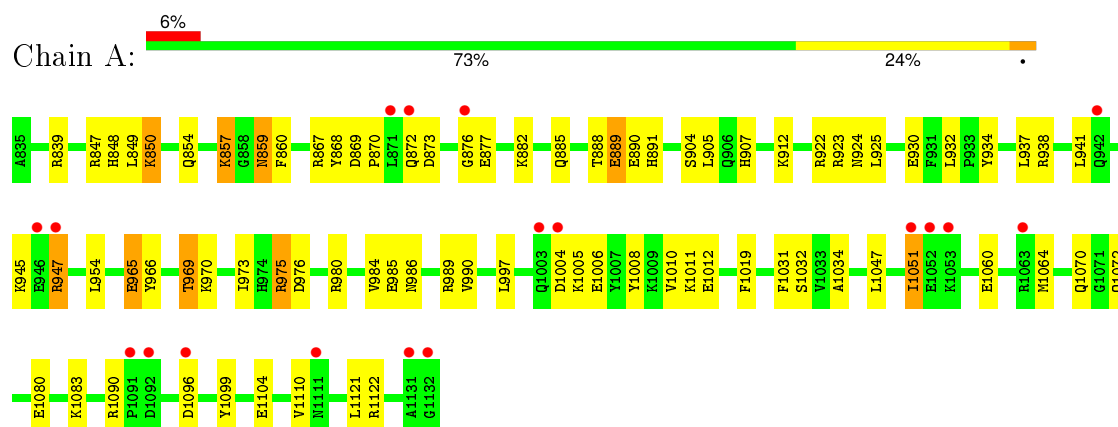 6%
Chain A:
73% 24% •
A835 R839 R847 H848 L849 K850 Q854 K857 G858 N859 F860 R867 Y868 D869 P870 L871 Q872 D873 G876 E877 K882 Q885 T888 E889 E890 H891 S904 L905 Q906 H907 K912 R922 R923 N924 L925 E930 F931 L932 P933 Y934 L937 R938 L941 Q942
K945 E946 R947 L954 E965 Y966 T969 K970 I973 H974 R975 D976 R980 V984 E985 N986 R989 V990 L997 Q1003 D1004 K1005 E1006 Y1007 Y1008 K1009 V1010 K1011 E1012 F1019 F1031 S1032 V1033 A1034 L1047 I1051 E1052 K1053 E1060 R1063 M1064 Q1070 G1071
E1080 K1083 R1090 P1091 D1092 D1096 Y1099 E1104 V1110 N1111 L1121 R1122 A1131 G1132